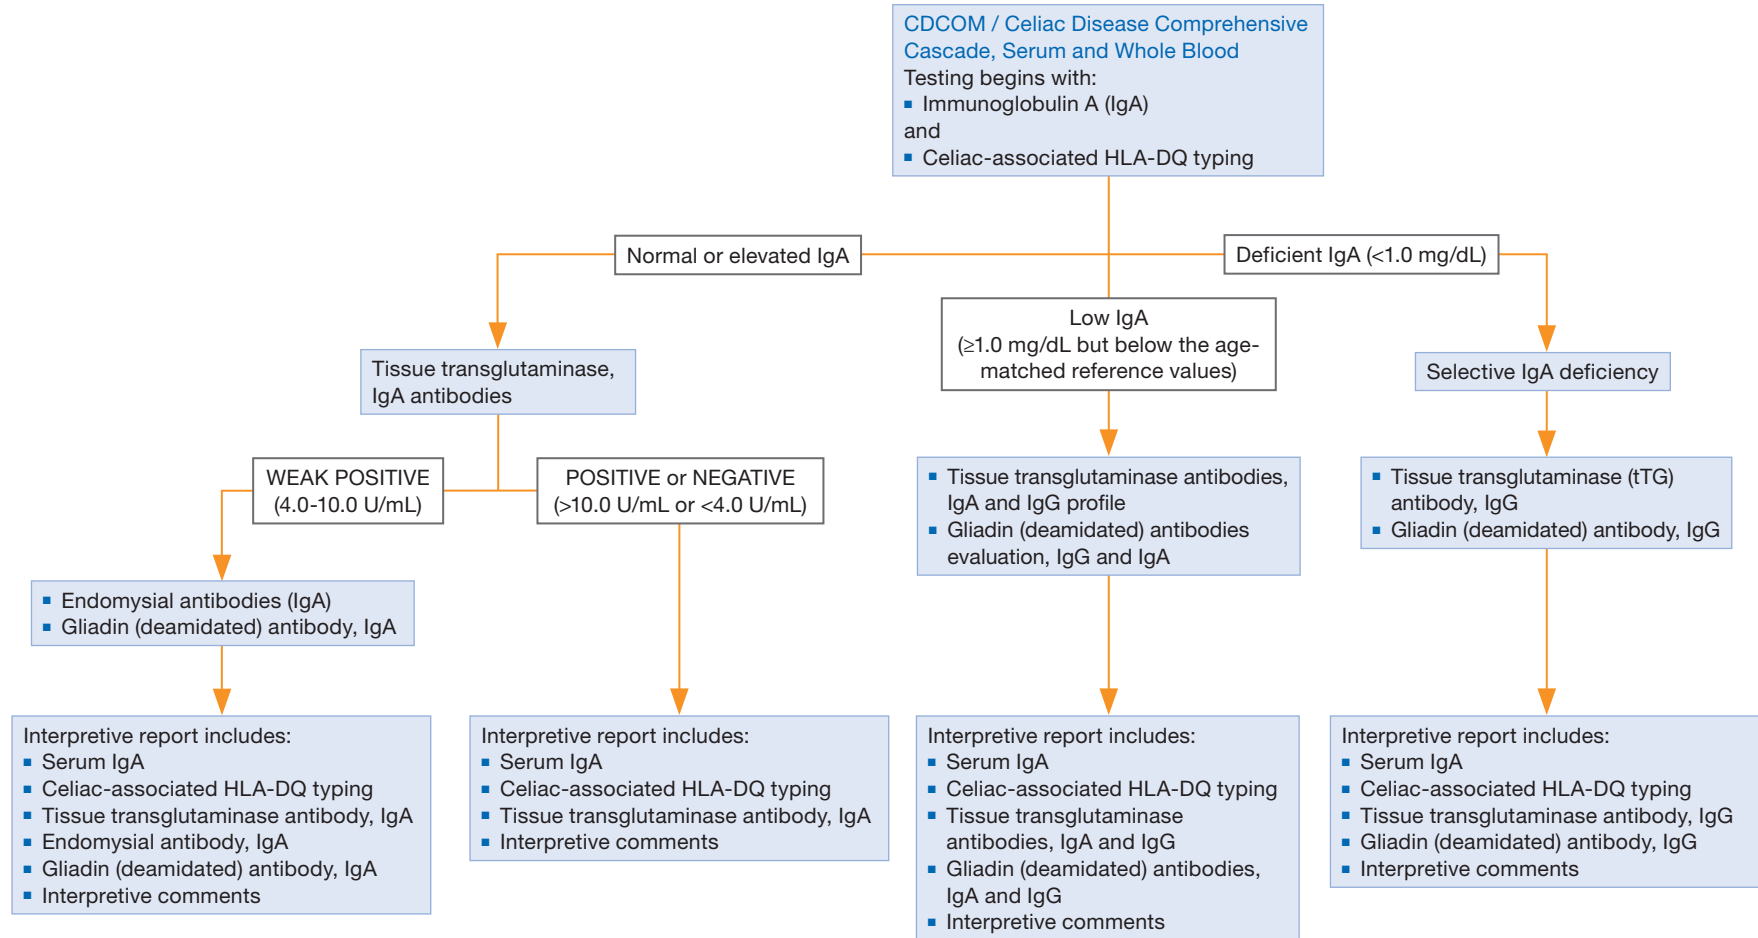 CDCOM / Celiac Disease Comprehensive
Cascade, Serum and Whole Blood
Testing begins with:
▪ Immunoglobulin A (IgA)
and
▪ Celiac-associated HLA-DQ typing
Normal or elevated IgA
Deficient IgA (<1.0 mg/dL)
Low IgA
(≥1.0 mg/dL but below the age-
matched reference values)
Tissue transglutaminase,
IgA antibodies
Selective IgA deficiency
WEAK POSITIVE
(4.0-10.0 U/mL)
POSITIVE or NEGATIVE
(>10.0 U/mL or <4.0 U/mL)
▪ Tissue transglutaminase antibodies,
IgA and IgG profile
▪ Gliadin (deamidated) antibodies
evaluation, IgG and IgA
▪ Tissue transglutaminase (tTG)
antibody, IgG
▪ Gliadin (deamidated) antibody, IgG
▪ Endomysial antibodies (IgA)
▪ Gliadin (deamidated) antibody, IgA
Interpretive report includes:
▪ Serum IgA
▪ Celiac-associated HLA-DQ typing
▪ Tissue transglutaminase antibody, IgA
▪ Endomysial antibody, IgA
▪ Gliadin (deamidated) antibody, IgA
▪ Interpretive comments
Interpretive report includes:
▪ Serum IgA
▪ Celiac-associated HLA-DQ typing
▪ Tissue transglutaminase antibody, IgA
▪ Interpretive comments
Interpretive report includes:
▪ Serum IgA
▪ Celiac-associated HLA-DQ typing
▪ Tissue transglutaminase
antibodies, IgA and IgG
▪ Gliadin (deamidated) antibodies,
IgA and IgG
▪ Interpretive comments
Interpretive report includes:
▪ Serum IgA
▪ Celiac-associated HLA-DQ typing
▪ Tissue transglutaminase antibody, IgG
▪ Gliadin (deamidated) antibody, IgG
▪ Interpretive comments